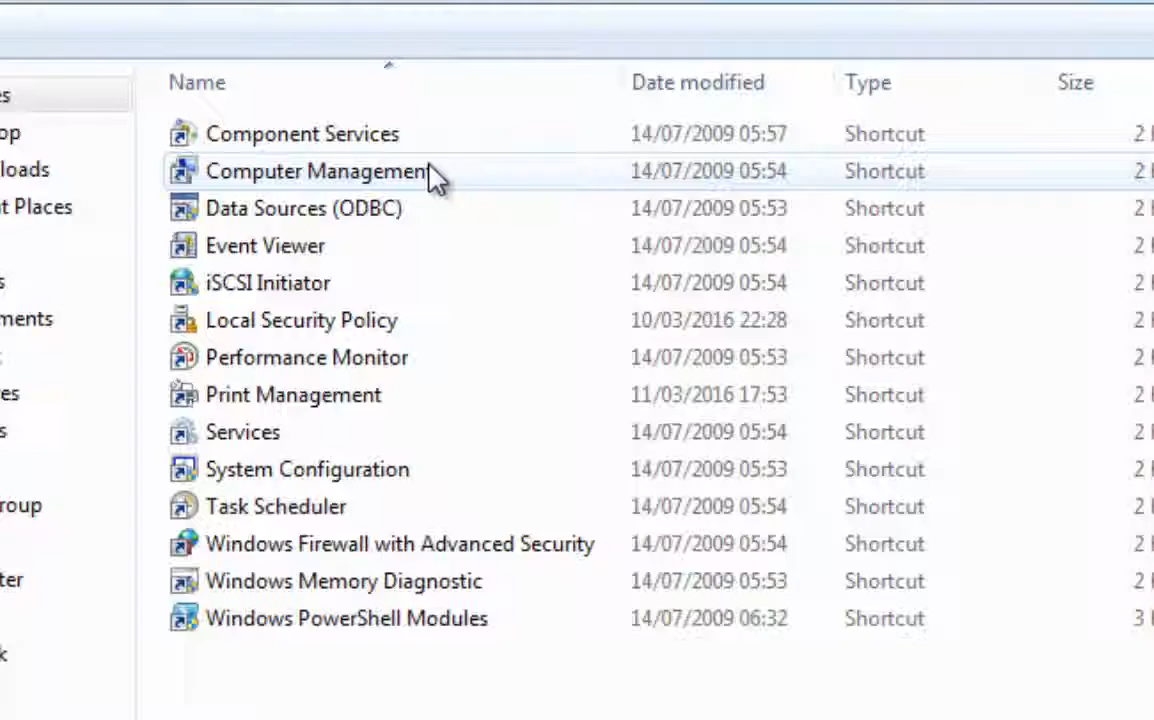 Name Date modified Type Size
es
Component Services 14/07/2009 05:57 Shortcut 2
op
Computer Management 14/07/2009 05:54 Shortcut 2
loads
Data Sources (ODBC) 14/07/2009 05:53 Shortcut 2
t Places
Event Viewer 14/07/2009 05:54 Shortcut 2
iSCSI Initiator 14/07/2009 05:54 Shortcut 2
s
Local Security Policy 10/03/2016 22:28 Shortcut 2
ments
Performance Monitor 14/07/2009 05:53 Shortcut 2
Print Management 11/03/2016 17:53 Shortcut 2
es
Services 14/07/2009 05:54 Shortcut 2
s
System Configuration 14/07/2009 05:53 Shortcut 2
Task Scheduler 14/07/2009 05:54 Shortcut 2
roup
Windows Firewall with Advanced Security 14/07/2009 05:54 Shortcut 2
Windows Memory Diagnostic 14/07/2009 05:53 Shortcut 2
ter
Windows PowerShell Modules 14/07/2009 06:32 Shortcut 3
k